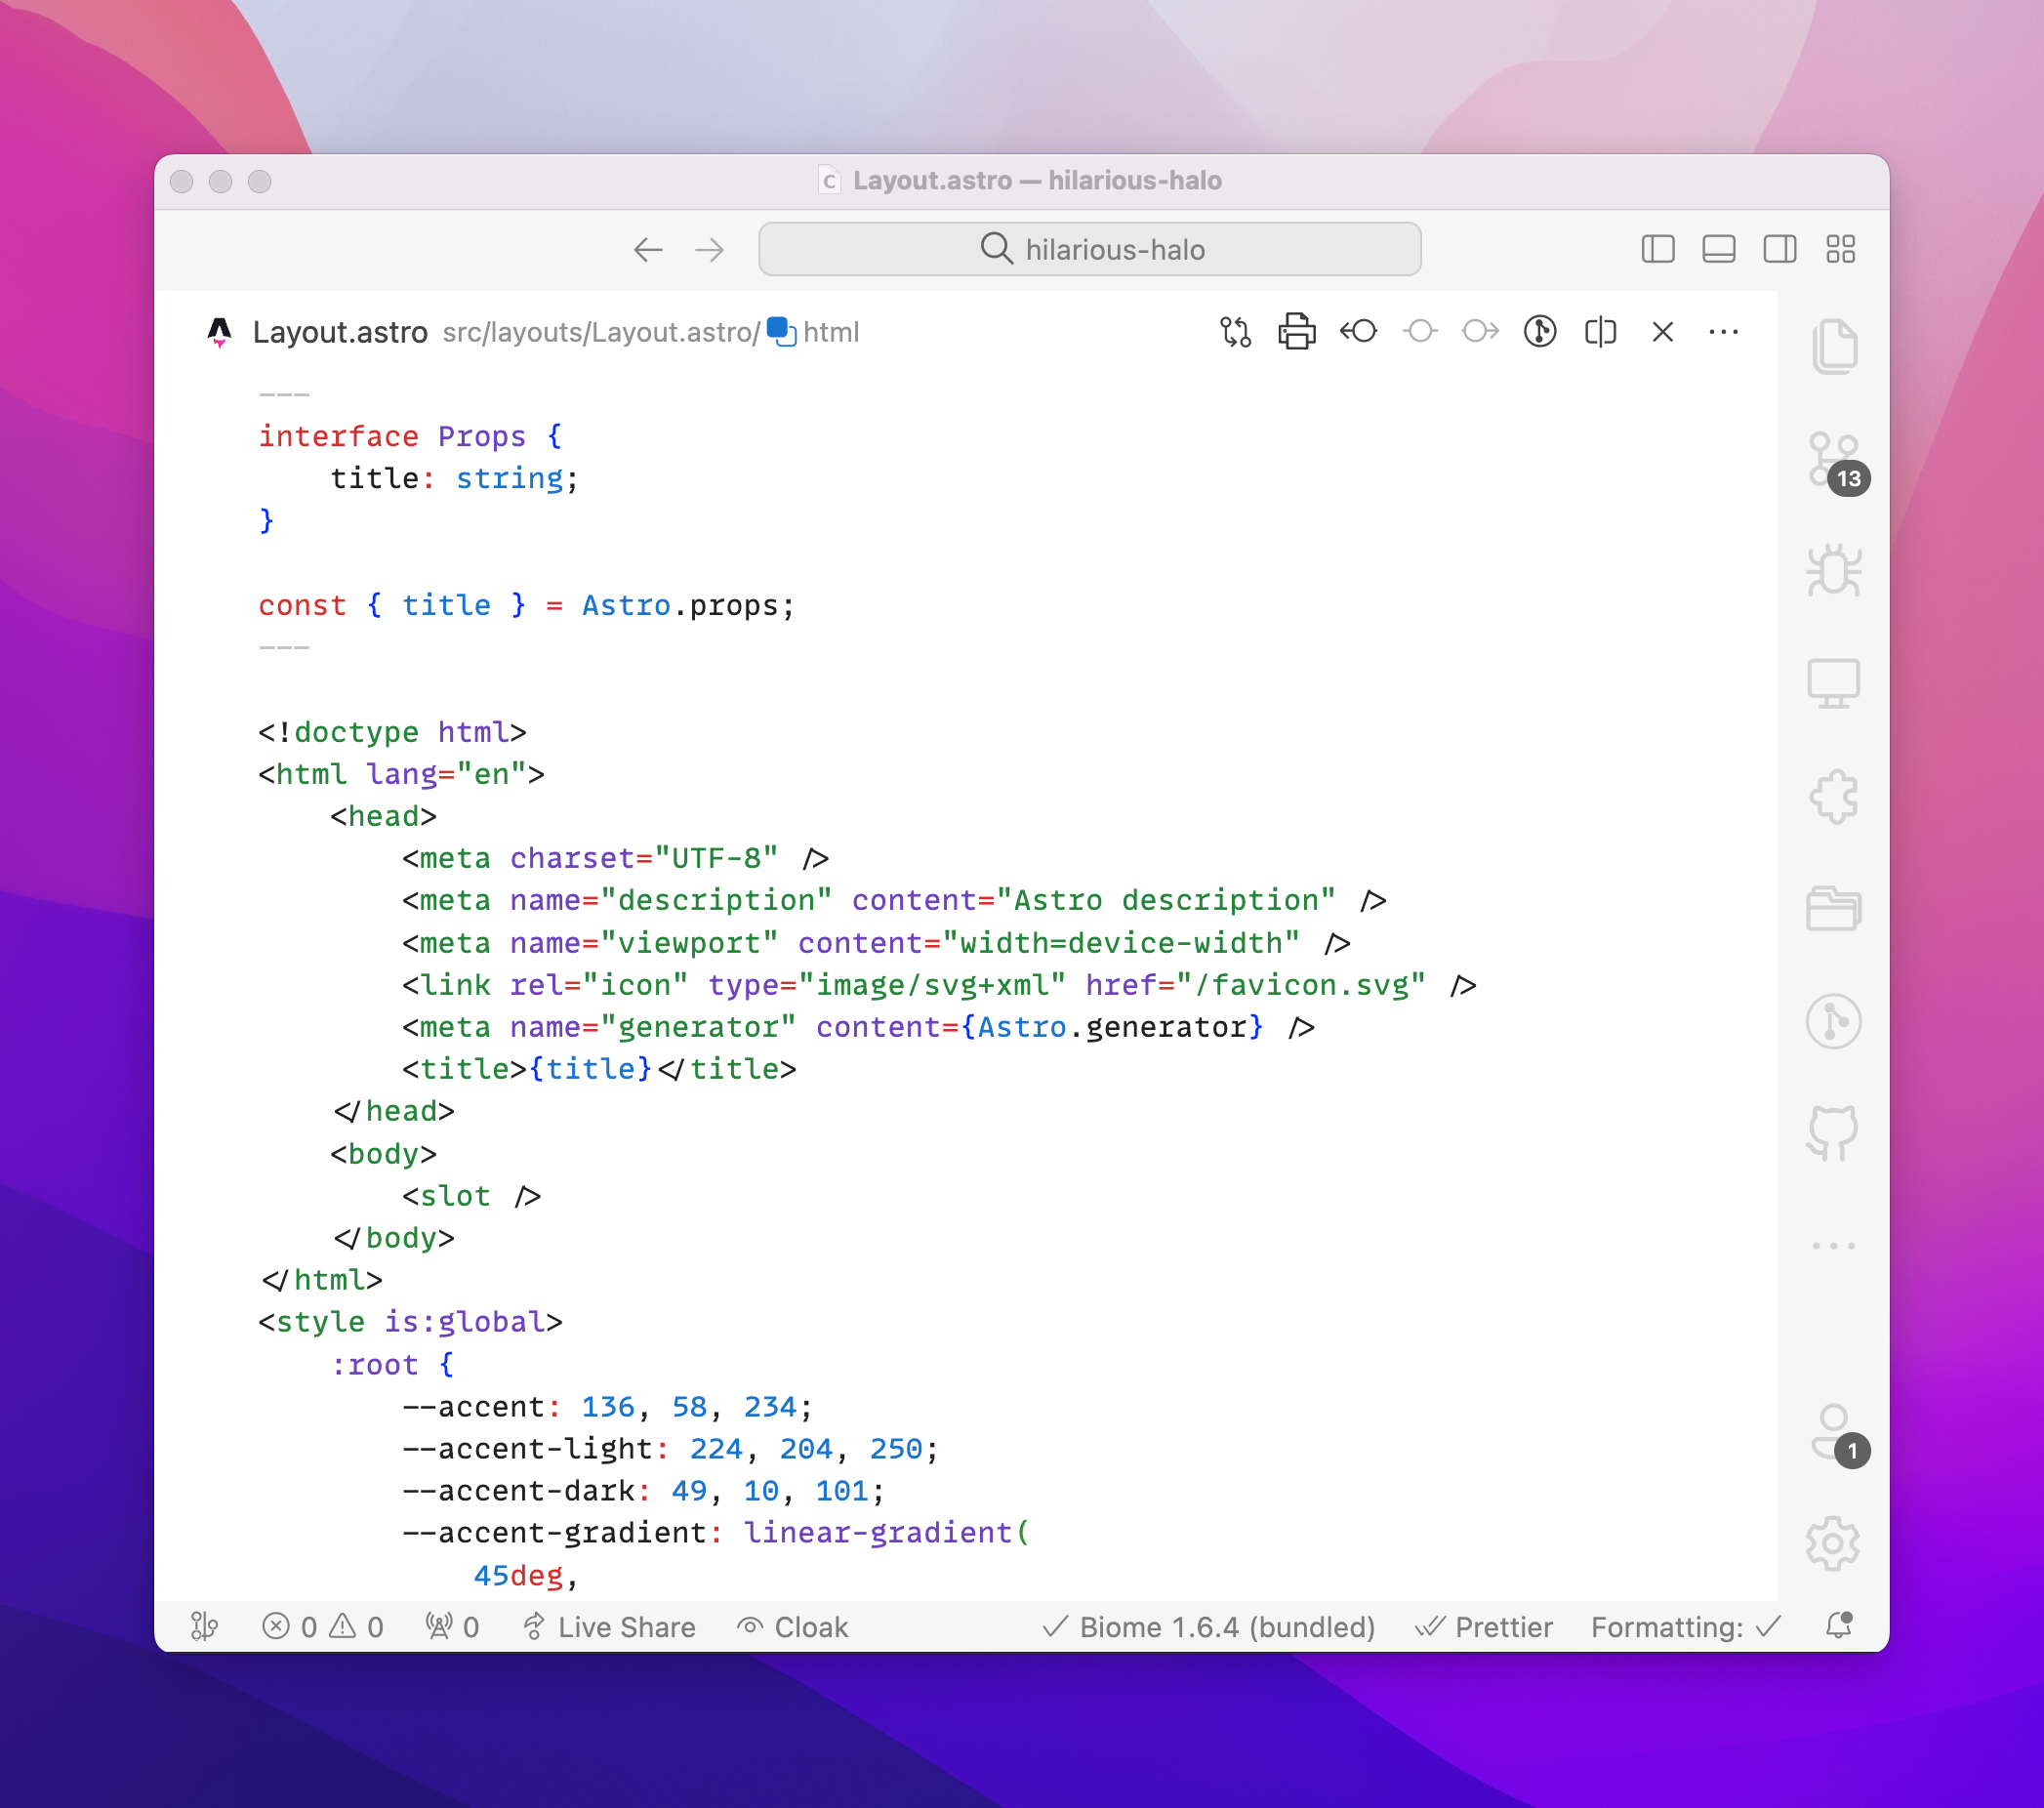 Layout.astro — hilarious-halo
hilarious-halo
Layout.astro src/layouts/Layout.astro/ html
---
interface Props {
    title: string;
}

const { title } = Astro.props;
---

<!doctype html>
<html lang="en">
    <head>
        <meta charset="UTF-8" />
        <meta name="description" content="Astro description" />
        <meta name="viewport" content="width=device-width" />
        <link rel="icon" type="image/svg+xml" href="/favicon.svg" />
        <meta name="generator" content={Astro.generator} />
        <title>{title}</title>
    </head>
    <body>
        <slot />
    </body>
</html>
<style is:global>
    :root {
        --accent: 136, 58, 234;
        --accent-light: 224, 204, 250;
        --accent-dark: 49, 10, 101;
        --accent-gradient: linear-gradient(
            45deg,
13
1
0 0 0 Live Share Cloak Biome 1.6.4 (bundled) Prettier Formatting: